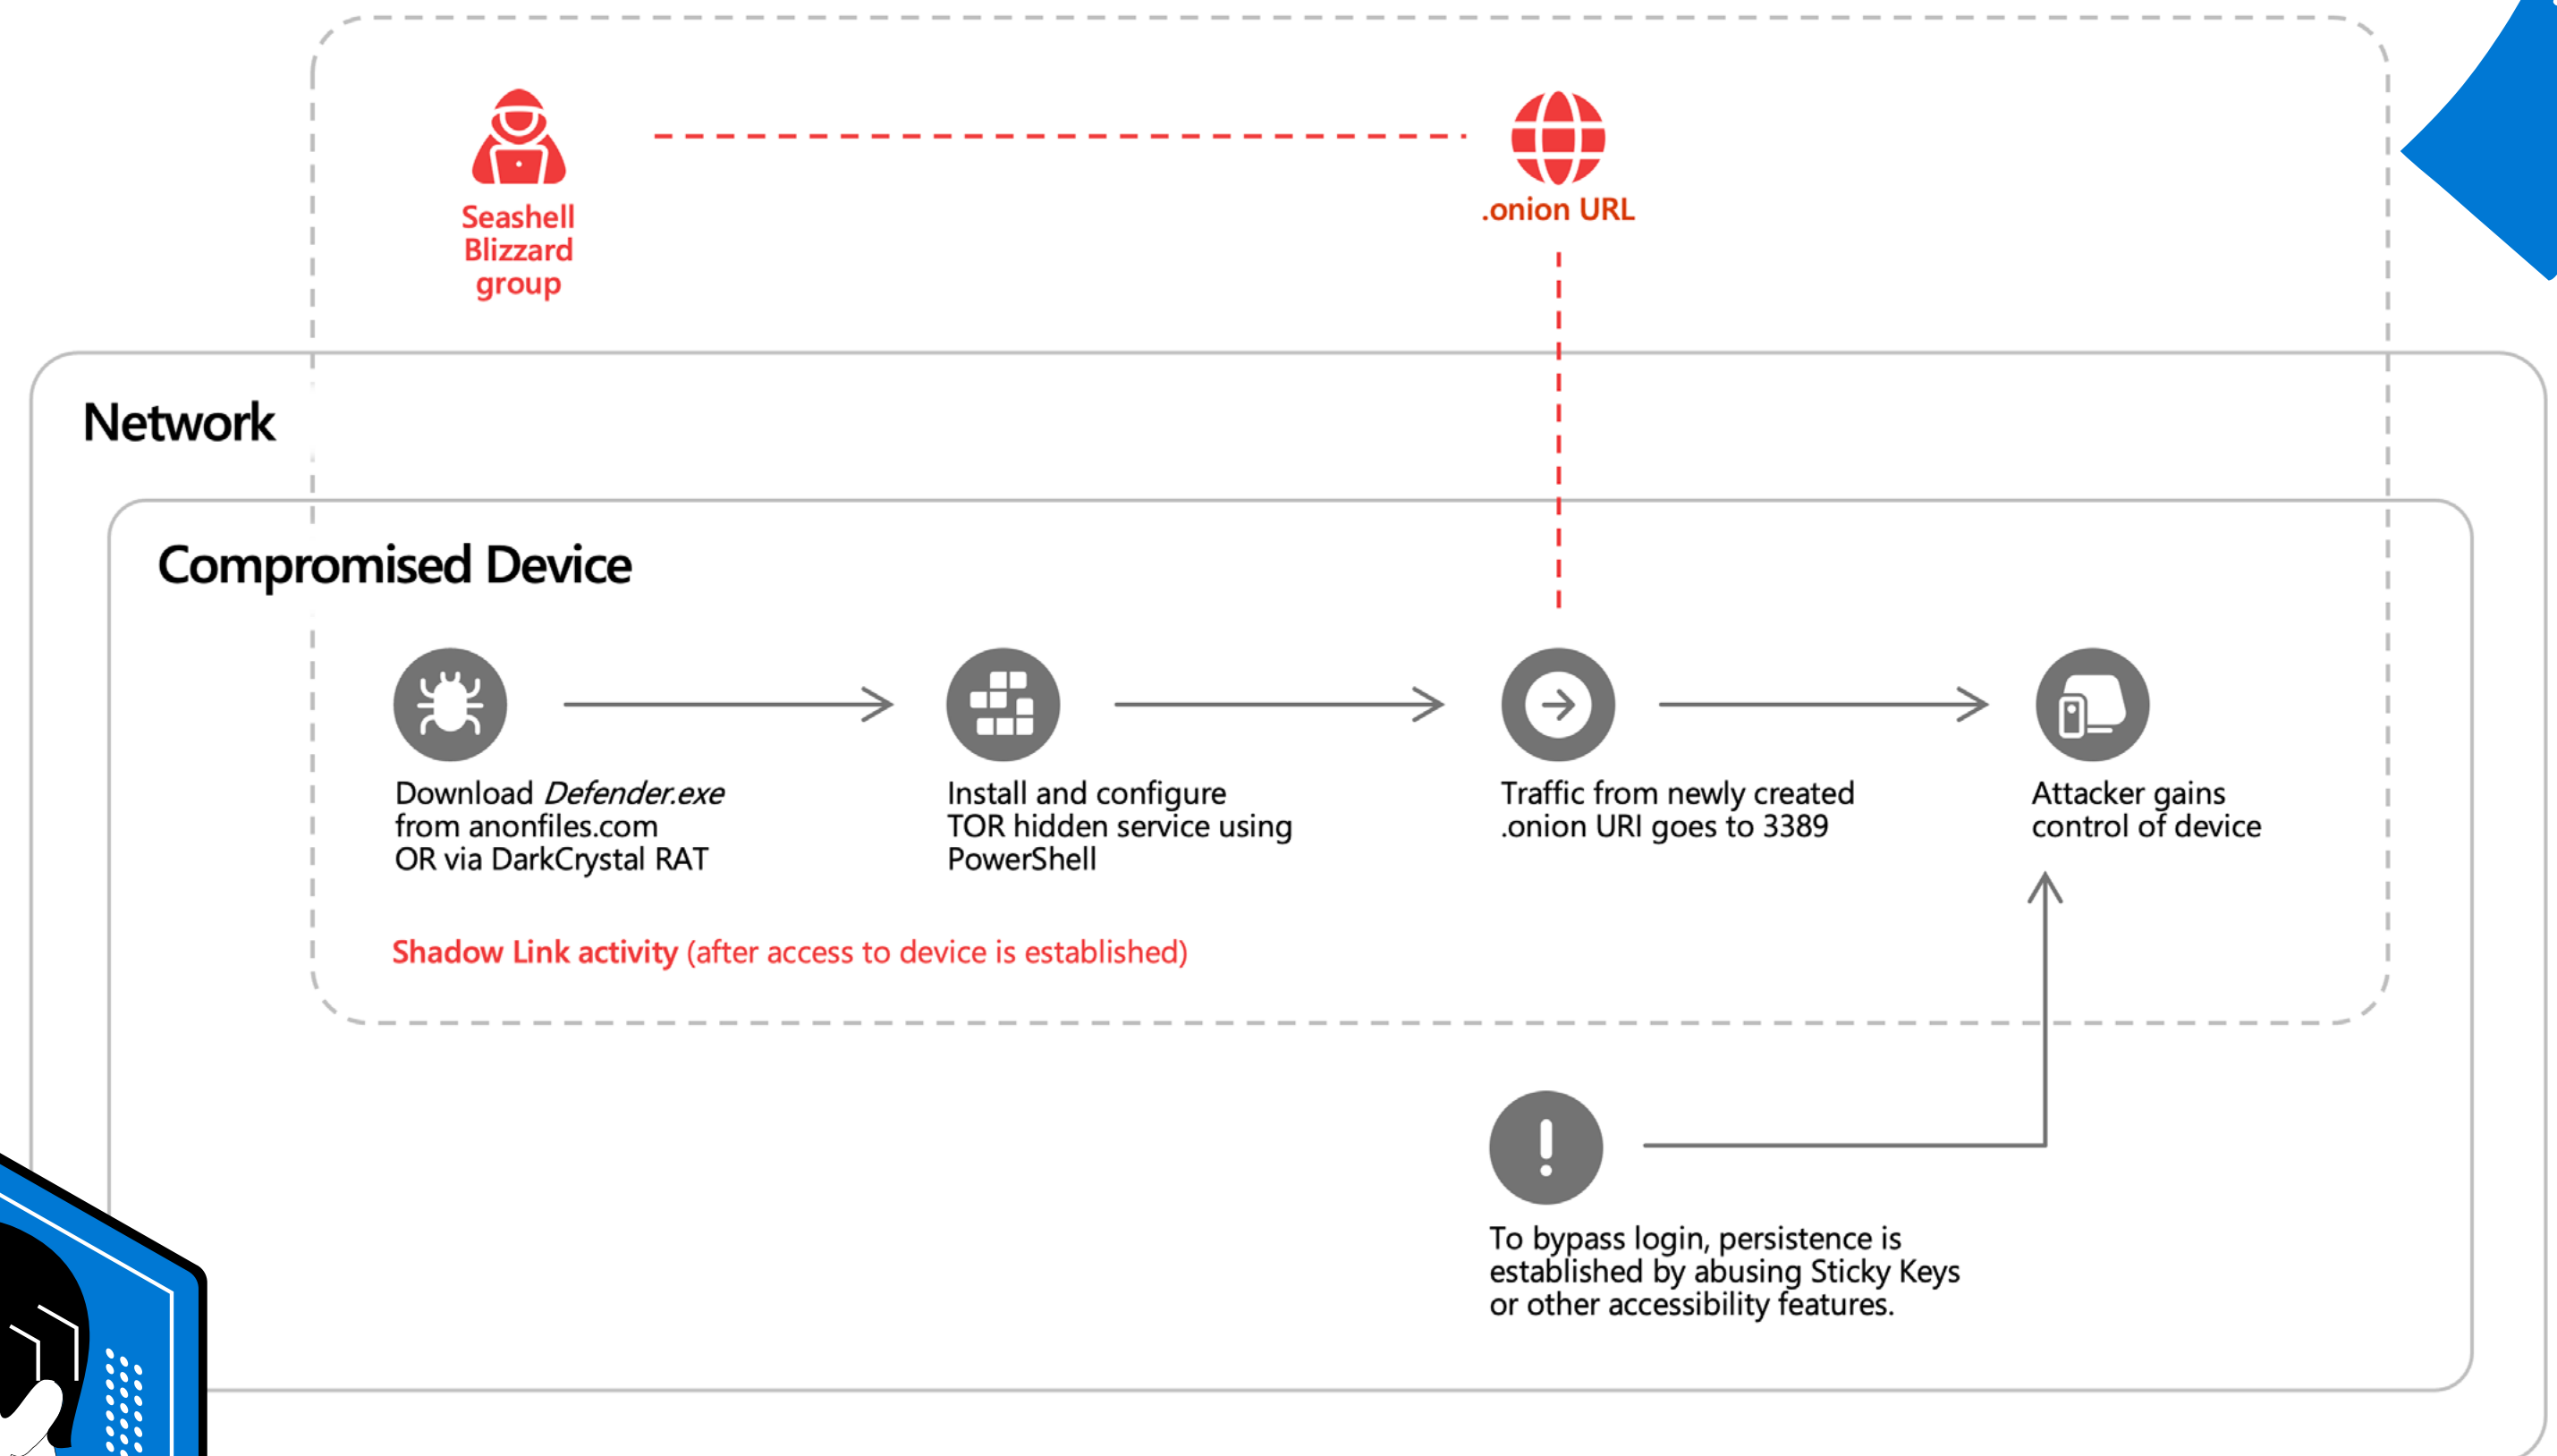 Seashell
Blizzard
group
.onion URL
Network
Compromised Device
Download Defender.exe
from anonfiles.com
OR via DarkCrystal RAT
Install and configure
TOR hidden service using
PowerShell
Traffic from newly created
.onion URI goes to 3389
Attacker gains
control of device
Shadow Link activity (after access to device is established)
To bypass login, persistence is
established by abusing Sticky Keys
or other accessibility features.